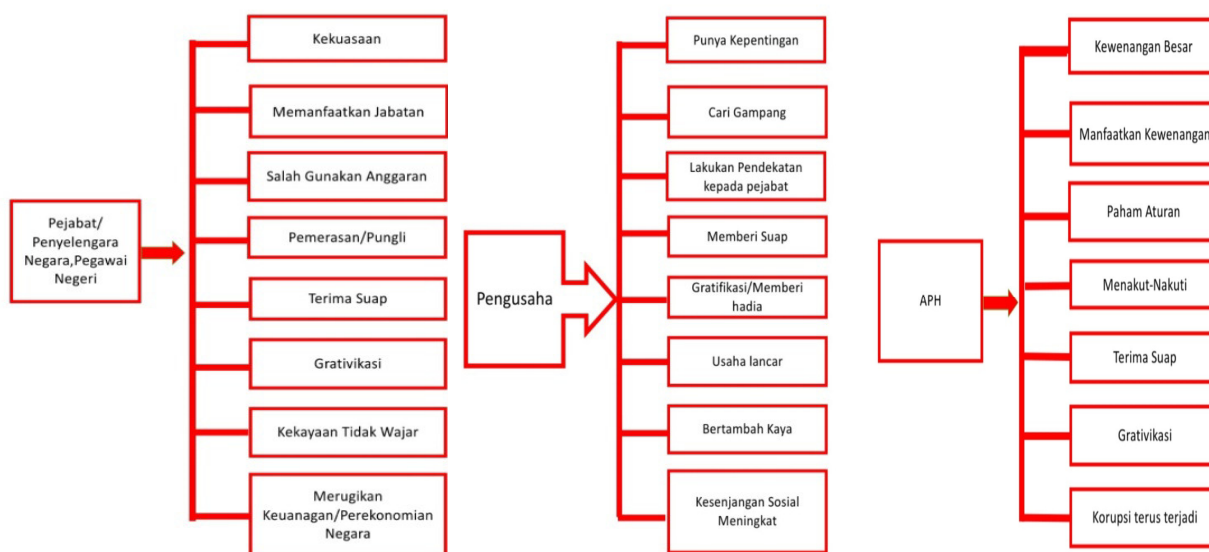 Pejabat/
Penyelengara
Negara,Pegawai
Negeri
Kekuasaan
Memanfaatkan Jabatan
Salah Gunakan Anggaran
Pemerasan/Pungli
Terima Suap
Grativikasi
Kekayaan Tidak Wajar
Merugikan
Keuanagan/Perekonomian
Negara
Pengusaha
Punya Kepentingan
Cari Gampang
Lakukan Pendekatan
kepada pejabat
Memberi Suap
Gratifikasi/Memberi
hadia
Usaha lancar
Bertambah Kaya
Kesenjangan Sosial
Meningkat
APH
Kewenangan Besar
Manfaatkan Kewenangan
Paham Aturan
Menakut-Nakuti
Terima Suap
Grativikasi
Korupsi terus terjadi